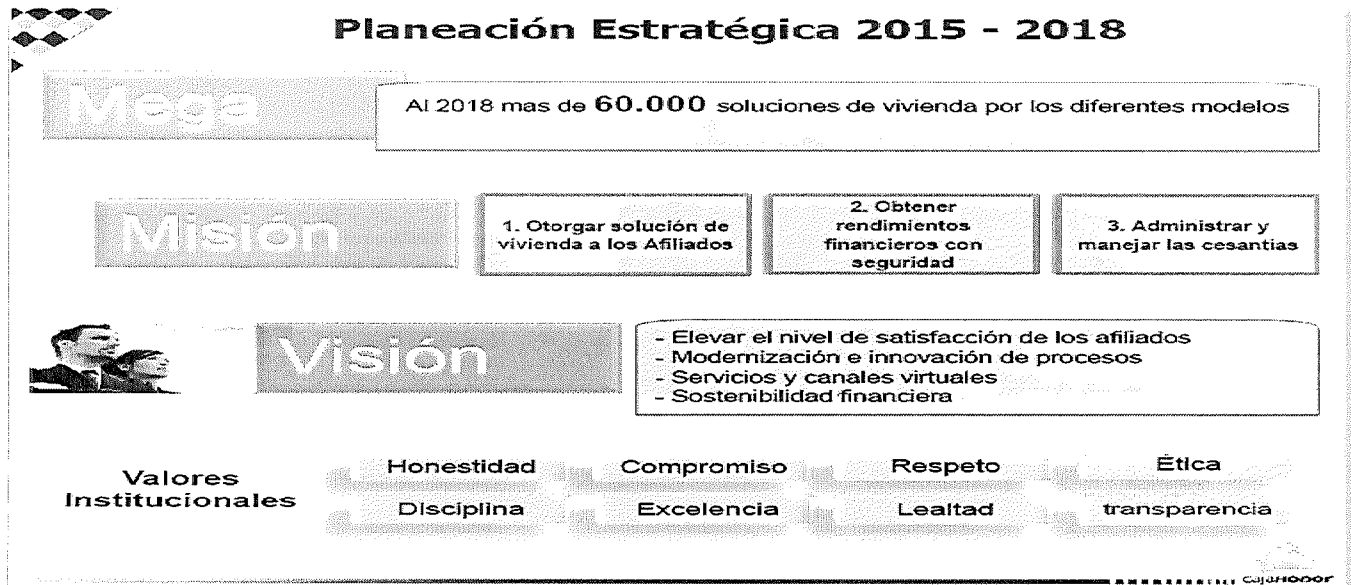 Planeación Estratégica 2015 - 2018
Mega
Al 2018 mas de 60.000 soluciones de vivienda por los diferentes modelos
Misión
1. Otorgar solución de
vivienda a los Afiliados
2. Obtener
rendimientos
financieros con
seguridad
3. Administrar y
manejar las cesantias
Visión
- Elevar el nivel de satisfacción de los afiliados
- Modernización e innovación de procesos
- Servicios y canales virtuales
- Sostenibilidad financiera
Valores
Institucionales
Honestidad
Compromiso
Respeto
Ética
Disciplina
Excelencia
Lealtad
transparencia
CajaHonor